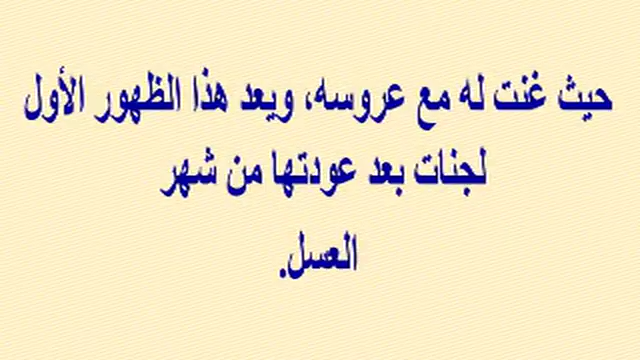 حيث غنت له مع عروسه، ويعد هذا الظهور الأول
لجنات بعد عودتها من شهر
العسل.